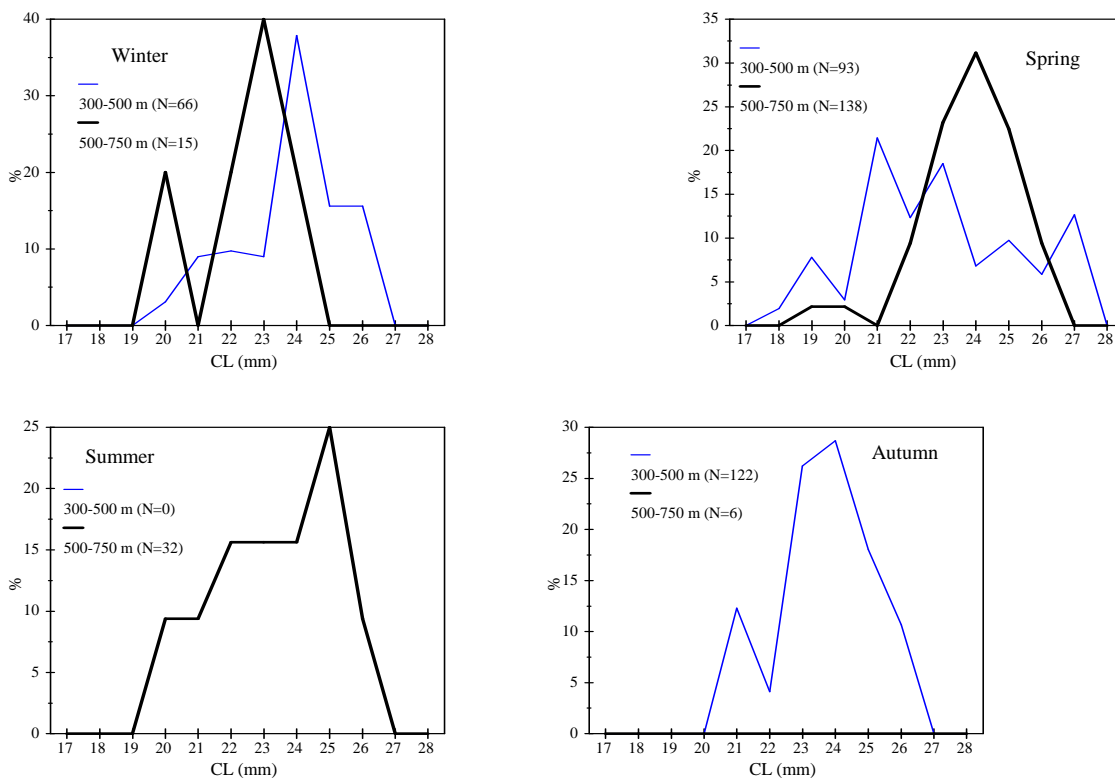 Winter
300-500 m (N=66)
500-750 m (N=15)
%
40
30
20
10
0
17 18 19 20 21 22 23 24 25 26 27 28
CL (mm)
Spring
300-500 m (N=93)
500-750 m (N=138)
%
35
30
25
20
15
10
5
0
17 18 19 20 21 22 23 24 25 26 27 28
CL (mm)
Summer
300-500 m (N=0)
500-750 m (N=32)
%
25
20
15
10
5
0
17 18 19 20 21 22 23 24 25 26 27 28
CL (mm)
Autumn
300-500 m (N=122)
500-750 m (N=6)
%
30
25
20
15
10
5
0
17 18 19 20 21 22 23 24 25 26 27 28
CL (mm)